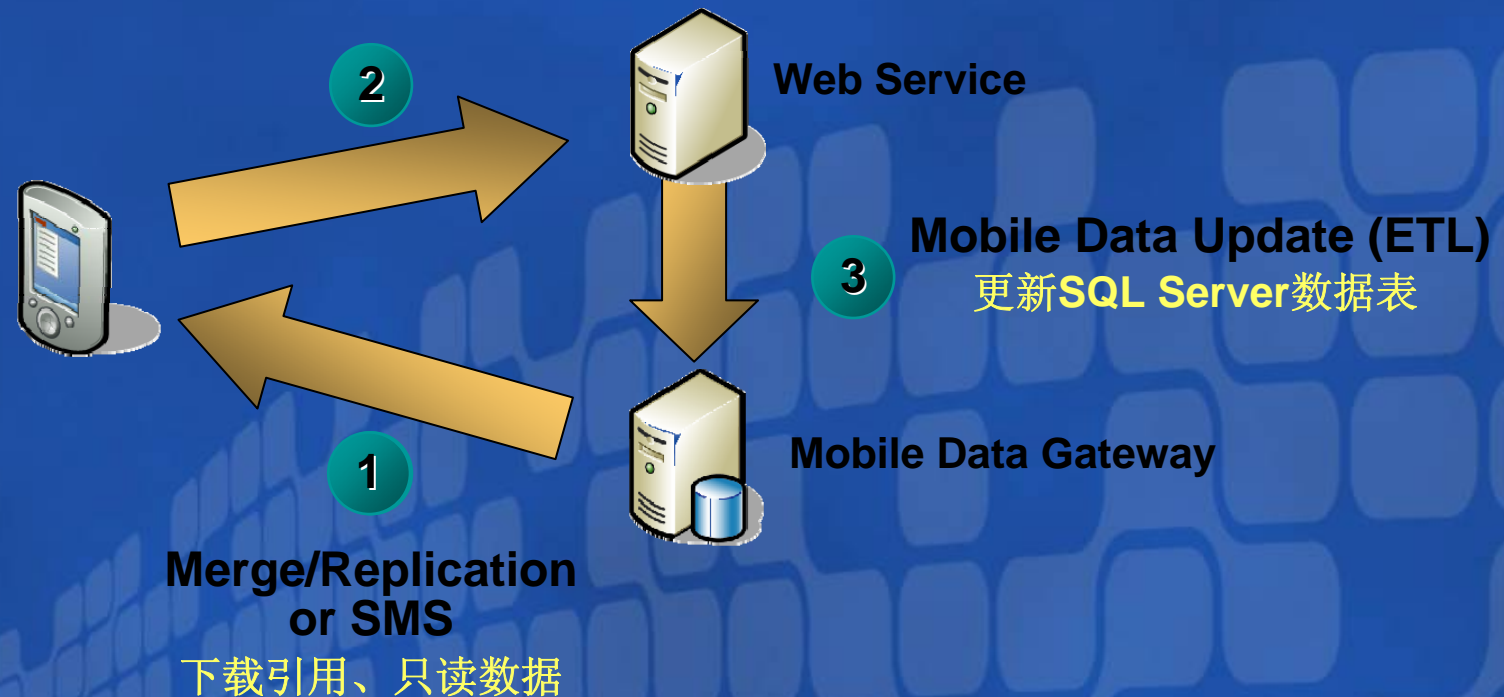 2
Web Service
3
Mobile Data Update (ETL)
更新SQL Server数据表
1
Mobile Data Gateway
Merge/Replication
or SMS
下载引用、只读数据